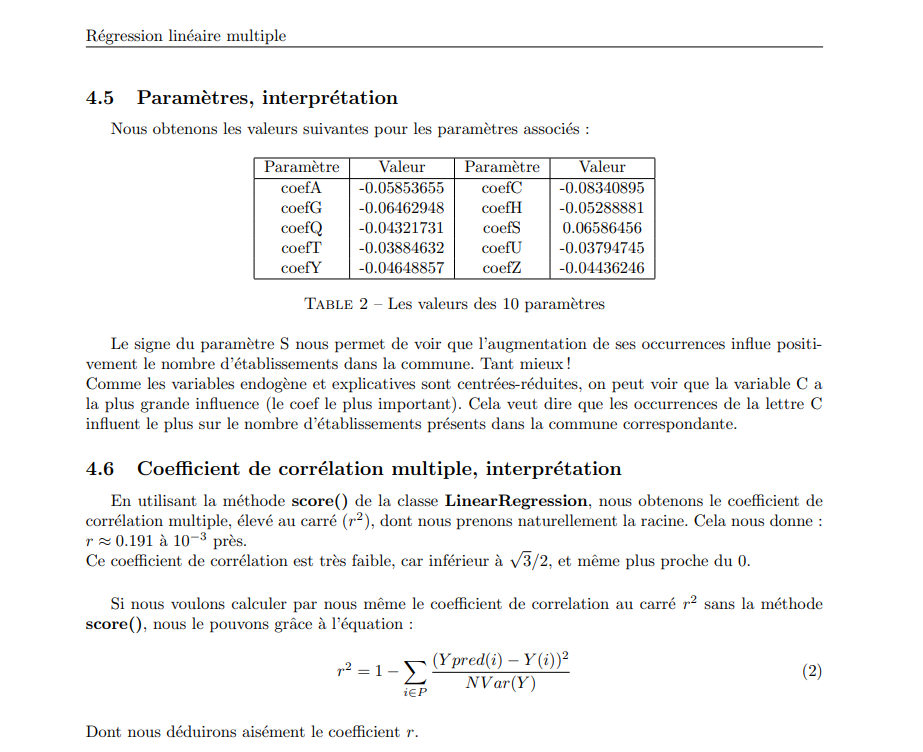 Régression linéaire multiple
4.5 Paramètres, interprétation
Nous obtenons les valeurs suivantes pour les paramètres associés :
Paramètre Valeur Paramètre Valeur
coefA -0.05853655 coefC -0.08340895
coefG -0.06462948 coefH -0.05288881
coefQ -0.04321731 coefS 0.06586456
coefT -0.03884632 coefU -0.03794745
coefY -0.04648857 coefZ -0.04436246
Table 2 – Les valeurs des 10 paramètres
Le signe du paramètre S nous permet de voir que l'augmentation de ses occurrences influe positi-
vement le nombre d'établissements dans la commune. Tant mieux !
Comme les variables endogène et explicatives sont centrées-réduites, on peut voir que la variable C a
la plus grande influence (le coef le plus important). Cela veut dire que les occurrences de la lettre C
influent le plus sur le nombre d'établissements présents dans la commune correspondante.
4.6 Coefficient de corrélation multiple, interprétation
En utilisant la méthode score() de la classe LinearRegression, nous obtenons le coefficient de
corrélation multiple, élevé au carré (r²), dont nous prenons naturellement la racine. Cela nous donne :
r ≈ 0.191 à 10⁻³ près.
Ce coefficient de corrélation est très faible, car inférieur à √3/2, et même plus proche du 0.
Si nous voulons calculer par nous même le coefficient de correlation au carré r² sans la méthode
score(), nous le pouvons grâce à l'équation :
r² = 1 − ∑_{i∈P} (Ypred(i) − Y(i))² / NVar(Y) (2)
Dont nous déduirons aisément le coefficient r.